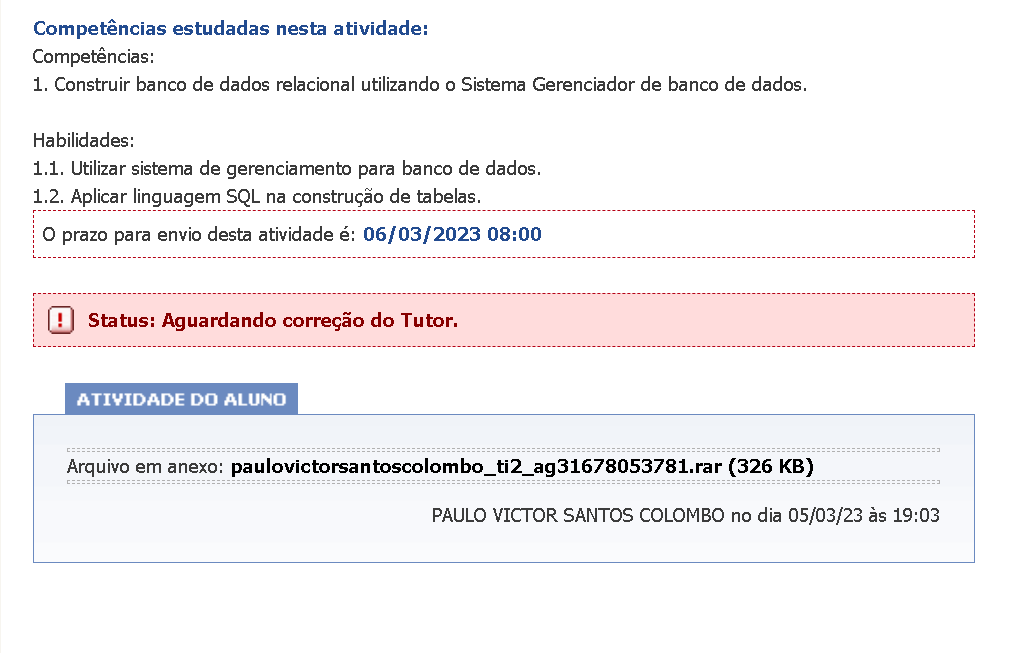 Competências estudadas nesta atividade:
Competências:
1. Construir banco de dados relacional utilizando o Sistema Gerenciador de banco de dados.
Habilidades:
1.1. Utilizar sistema de gerenciamento para banco de dados.
1.2. Aplicar linguagem SQL na construção de tabelas.
O prazo para envio desta atividade é: 06/03/2023 08:00
Status: Aguardando correção do Tutor.
ATIVIDADE DO ALUNO
Arquivo em anexo: paulovictorsantoscolombo_ti2_ag31678053781.rar (326 KB)
PAULO VICTOR SANTOS COLOMBO no dia 05/03/23 às 19:03